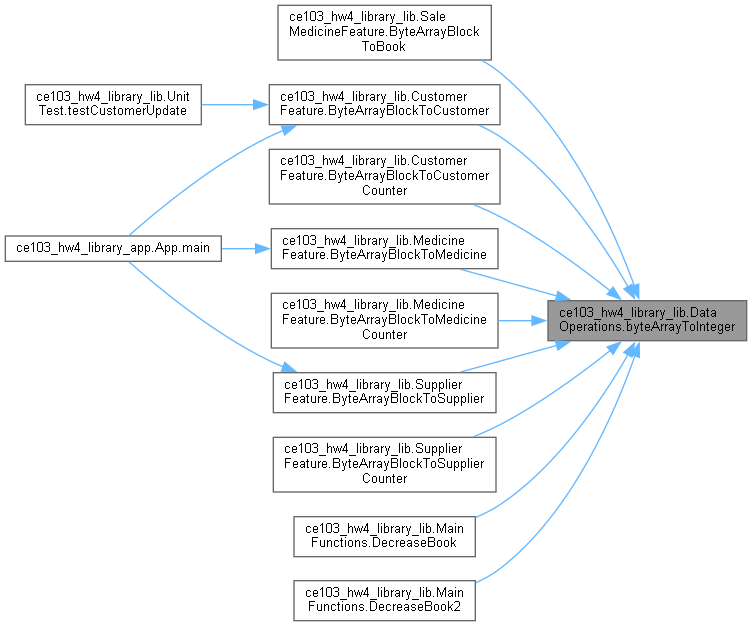 ce103_hw4_library_lib.Sale
MedicineFeature.ByteArrayBlock
ToBook
ce103_hw4_library_lib.Unit
Test.testCustomerUpdate
ce103_hw4_library_lib.Customer
Feature.ByteArrayBlockToCustomer
ce103_hw4_library_lib.Customer
Feature.ByteArrayBlockToCustomer
Counter
ce103_hw4_library_app.App.main
ce103_hw4_library_lib.Medicine
Feature.ByteArrayBlockToMedicine
ce103_hw4_library_lib.Medicine
Feature.ByteArrayBlockToMedicine
Counter
ce103_hw4_library_lib.Data
Operations.byteArrayToInteger
ce103_hw4_library_lib.Supplier
Feature.ByteArrayBlockToSupplier
ce103_hw4_library_lib.Supplier
Feature.ByteArrayBlockToSupplier
Counter
ce103_hw4_library_lib.Main
Functions.DecreaseBook
ce103_hw4_library_lib.Main
Functions.DecreaseBook2